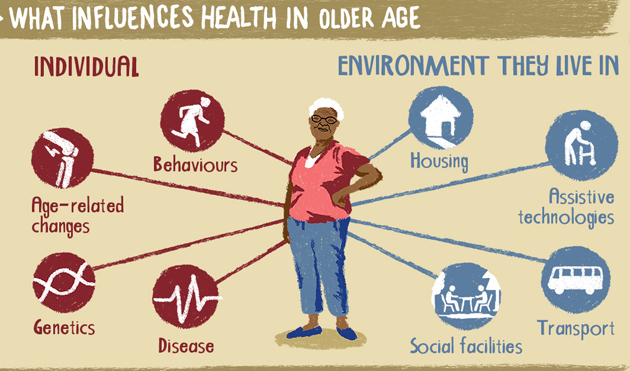 WHAT INFLUENCES HEALTH IN OLDER AGE
INDIVIDUAL
ENVIRONMENT THEY LIVE IN
Behaviours
Housing
Age-related
changes
Assistive
technologies
Genetics
Disease
Social facilities
Transport